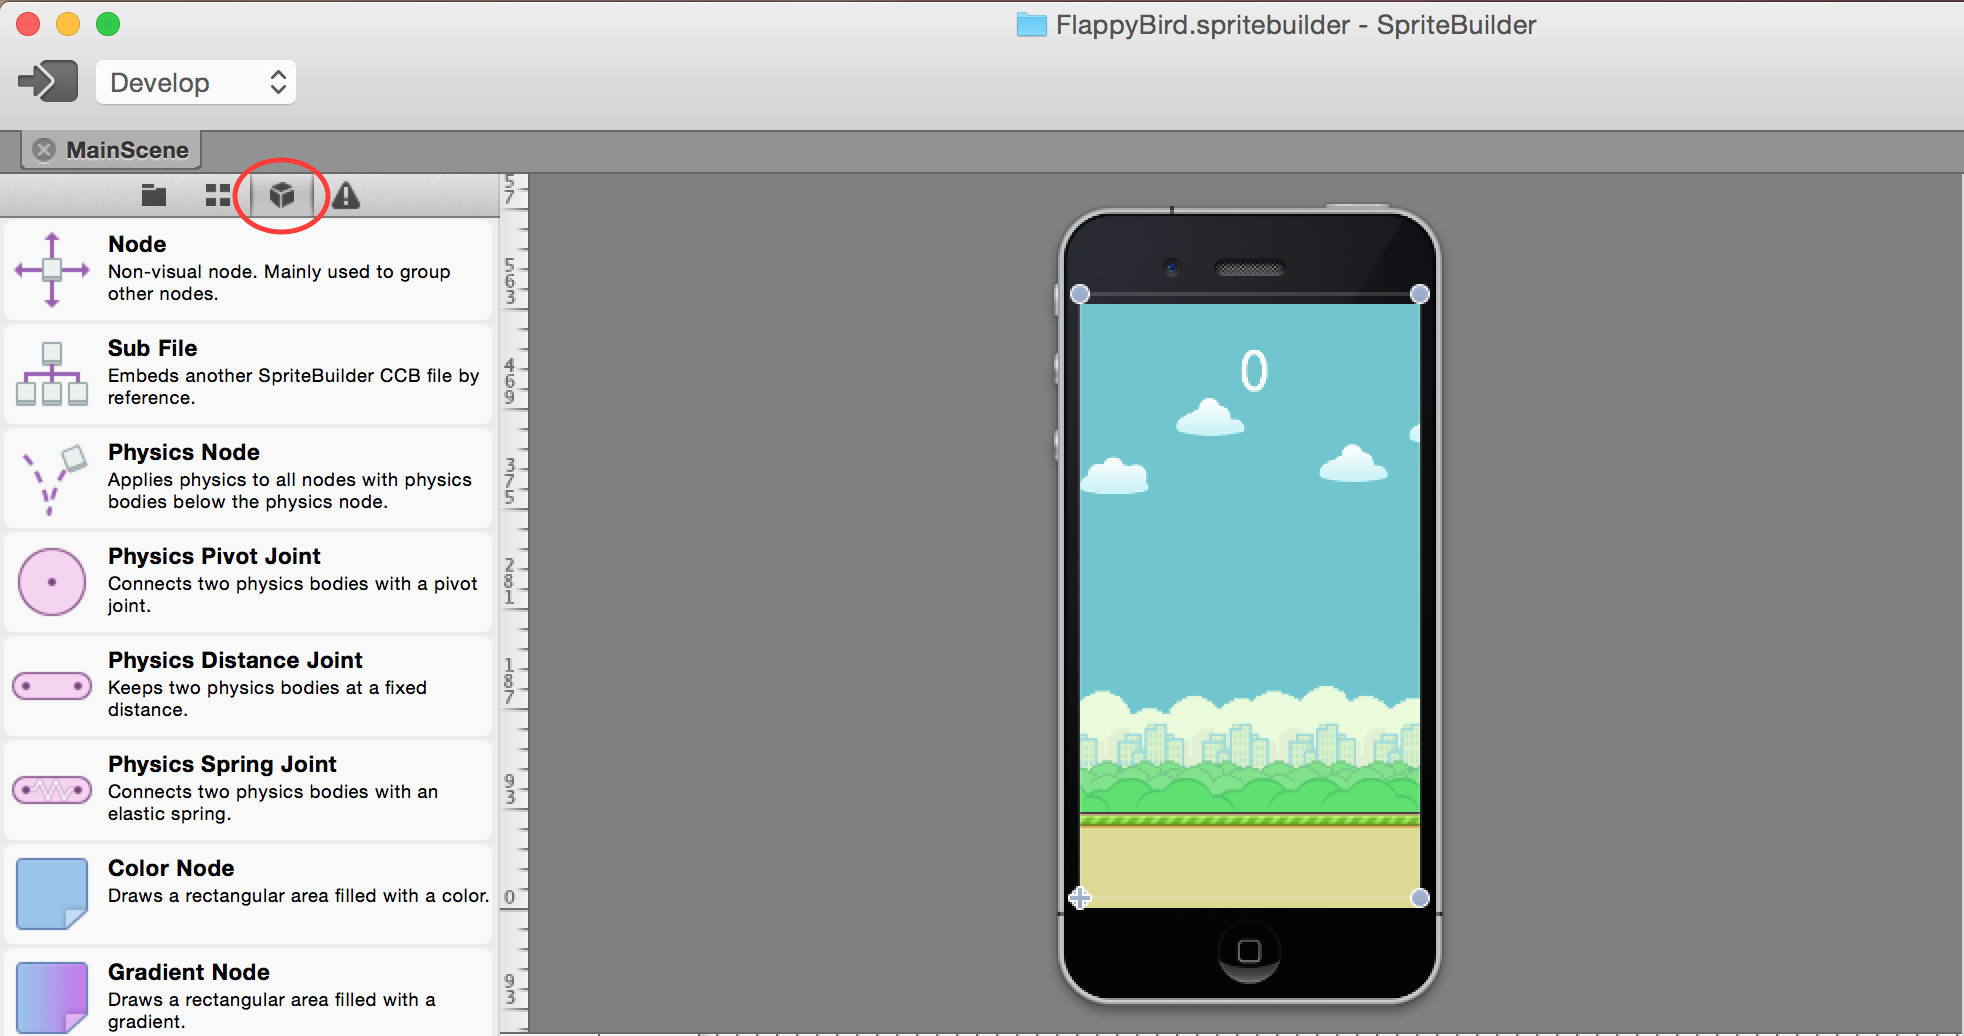 FlappyBird.spritebuilder - SpriteBuilder
Develop
MainScene
Node
Non-visual node. Mainly used to group
other nodes.
Sub File
Embeds another SpriteBuilder CCB file by
reference.
Physics Node
Applies physics to all nodes with physics
bodies below the physics node.
Physics Pivot Joint
Connects two physics bodies with a pivot
joint.
Physics Distance Joint
Keeps two physics bodies at a fixed
distance.
Physics Spring Joint
Connects two physics bodies with an
elastic spring.
Color Node
Draws a rectangular area filled with a color.
Gradient Node
Draws a rectangular area filled with a
gradient.
57
563
469
375
281
187
93
0
93
0